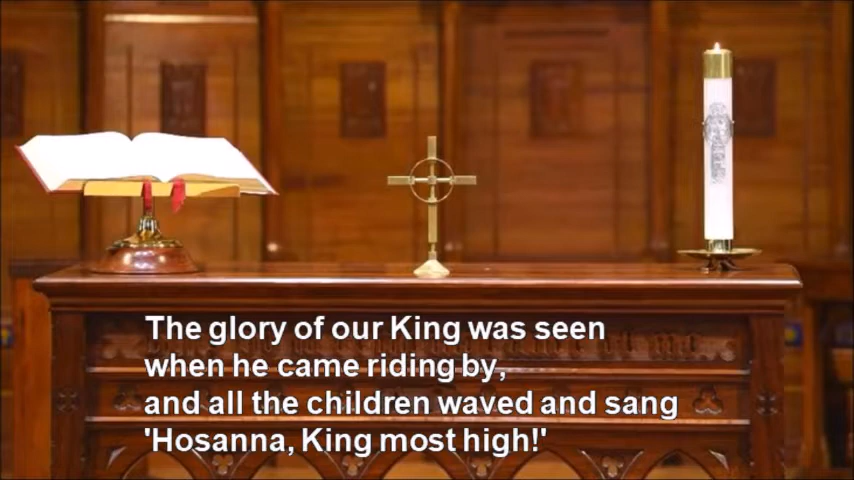 The glory of our King was seen
when he came riding by,
and all the children waved and sang
'Hosanna, King most high!'